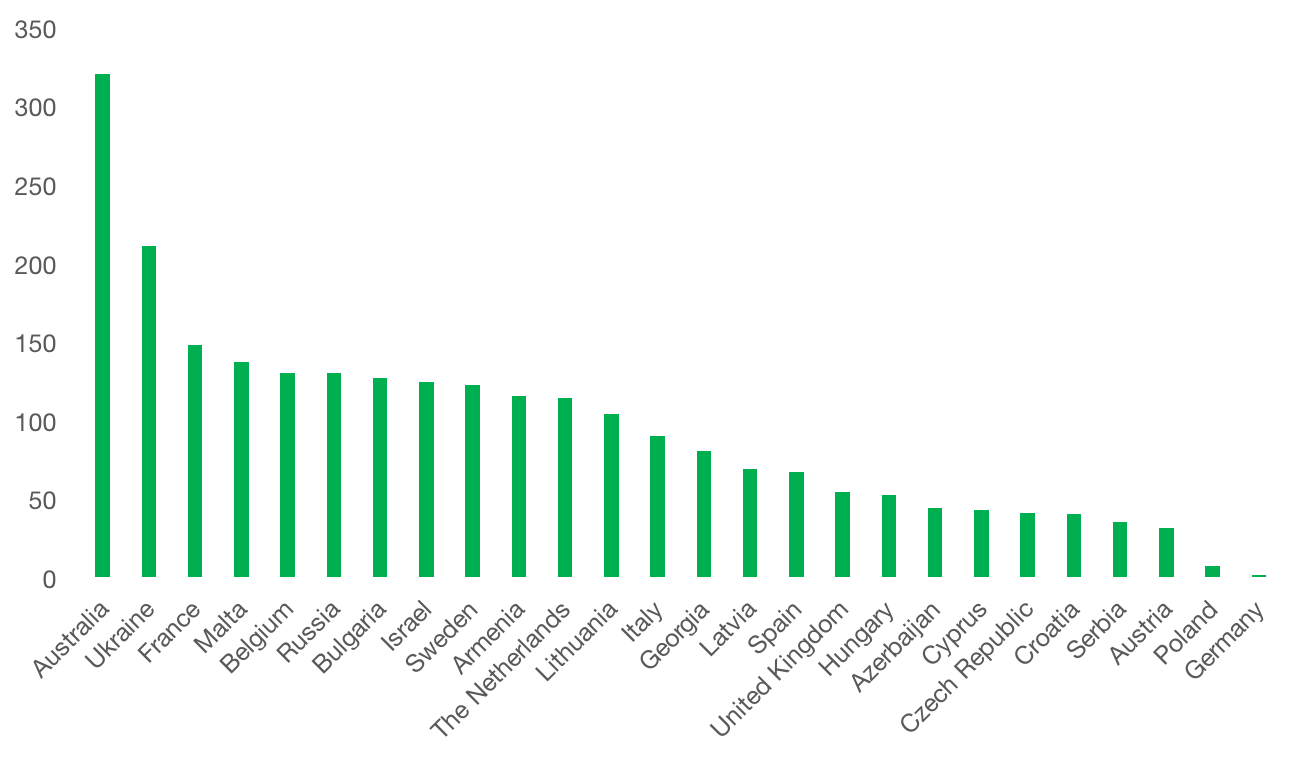 350
300
250
200
150
100
50
0
Australia
Ukraine
France
Malta
Belgium
Russia
Bulgaria
Israel
Sweden
Armenia
The Netherlands
Lithuania
Italy
Georgia
Latvia
Spain
United Kingdom
Hungary
Azerbaijan
Cyprus
Czech Republic
Croatia
Serbia
Austria
Poland
Germany